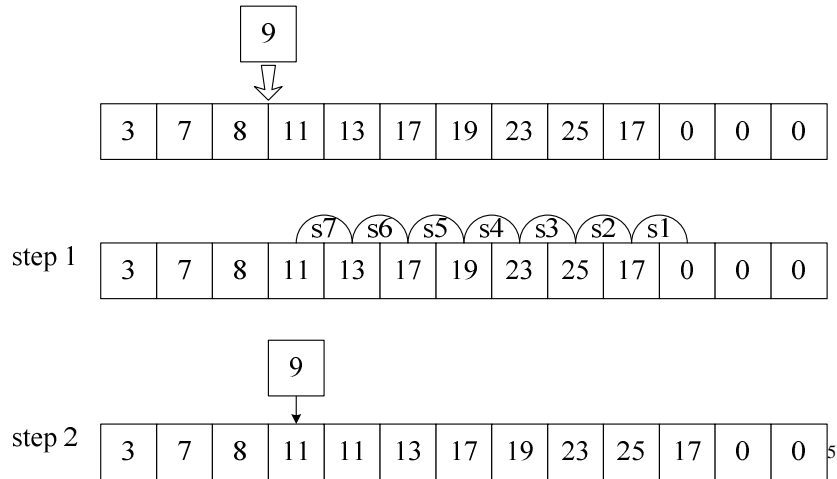 9
3 7 8 11 13 17 19 23 25 17 0 0 0
s7 s6 s5 s4 s3 s2 s1
step 1 3 7 8 11 13 17 19 23 25 17 0 0 0
9
step 2 3 7 8 11 11 13 17 19 23 25 17 0 0 5